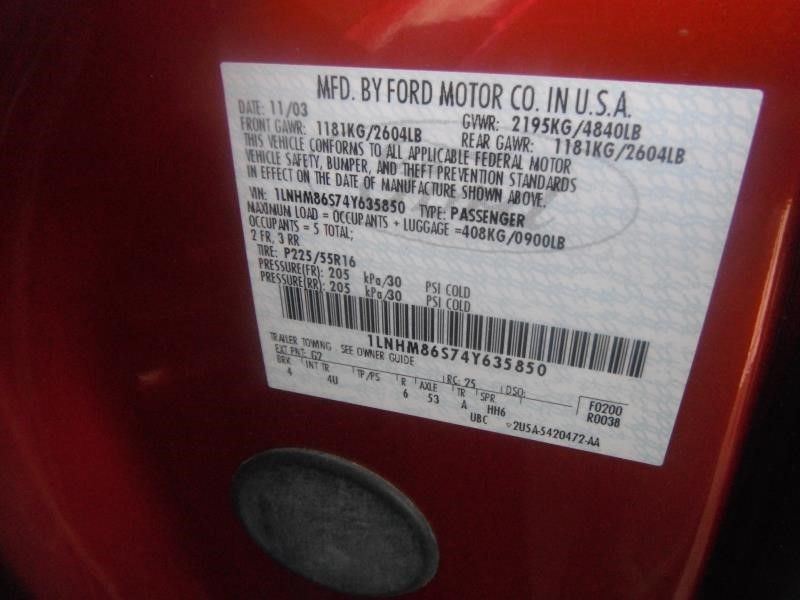 MFD. BY FORD MOTOR CO. IN U.S.A.
DATE: 11/03 GVWR: 2195KG/4840LB
FRONT GAWR: 1181KG/2604LB REAR GAWR: 1181KG/2604LB
THIS VEHICLE CONFORMS TO ALL APPLICABLE FEDERAL MOTOR
VEHICLE SAFETY, BUMPER, AND THEFT PREVENTION STANDARDS
IN EFFECT ON THE DATE OF MANUFACTURE SHOWN ABOVE.
VIN: 1LNHM86S74Y635850 TYPE: PASSENGER
MAXIMUM LOAD = OCCUPANTS + LUGGAGE =408KG/0900LB
OCCUPANTS = 5 TOTAL;
2 FR, 3 RR
TIRE: P225/55R16
PRESSURE(FR): 205 kPa/30 PSI COLD
PRESSURE(RR): 205 kPa/30 PSI COLD
1LNHM86S74Y635850
TRAILER TOWING SEE OWNER GUIDE
EXT PNT: G2 RC: 25 DSO:
BRK INT TR TP/PS R AXLE TR SPR F0200
4 4U 6 53 A HH6 R0038
UBC ▽2USA-5420472-AA